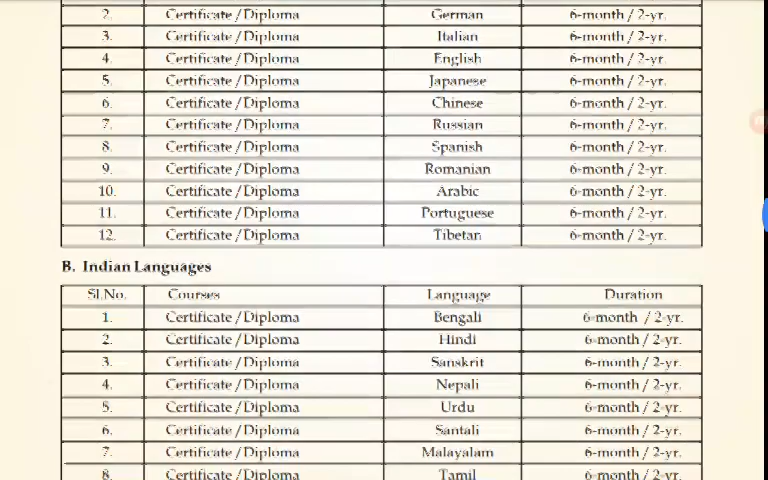 2. Certificate / Diploma German 6-month / 2-yr.
3. Certificate / Diploma Italian 6-month / 2-yr.
4. Certificate / Diploma English 6-month / 2-yr.
5. Certificate / Diploma Japanese 6-month / 2-yr.
6. Certificate / Diploma Chinese 6-month / 2-yr.
7. Certificate / Diploma Russian 6-month / 2-yr.
8. Certificate / Diploma Spanish 6-month / 2-yr.
9. Certificate / Diploma Romanian 6-month / 2-yr.
10. Certificate / Diploma Arabic 6-month / 2-yr.
11. Certificate / Diploma Portuguese 6-month / 2-yr.
12. Certificate / Diploma Tibetan 6-month / 2-yr.
B. Indian Languages
Sl.No. Courses Language Duration
1. Certificate / Diploma Bengali 6-month / 2-yr.
2. Certificate / Diploma Hindi 6-month / 2-yr.
3. Certificate / Diploma Sanskrit 6-month / 2-yr.
4. Certificate / Diploma Nepali 6-month / 2-yr.
5. Certificate / Diploma Urdu 6-month / 2-yr.
6. Certificate / Diploma Santali 6-month / 2-yr.
7. Certificate / Diploma Malayalam 6-month / 2-yr.
8. Certificate / Diploma Tamil 6-month / 2-yr.